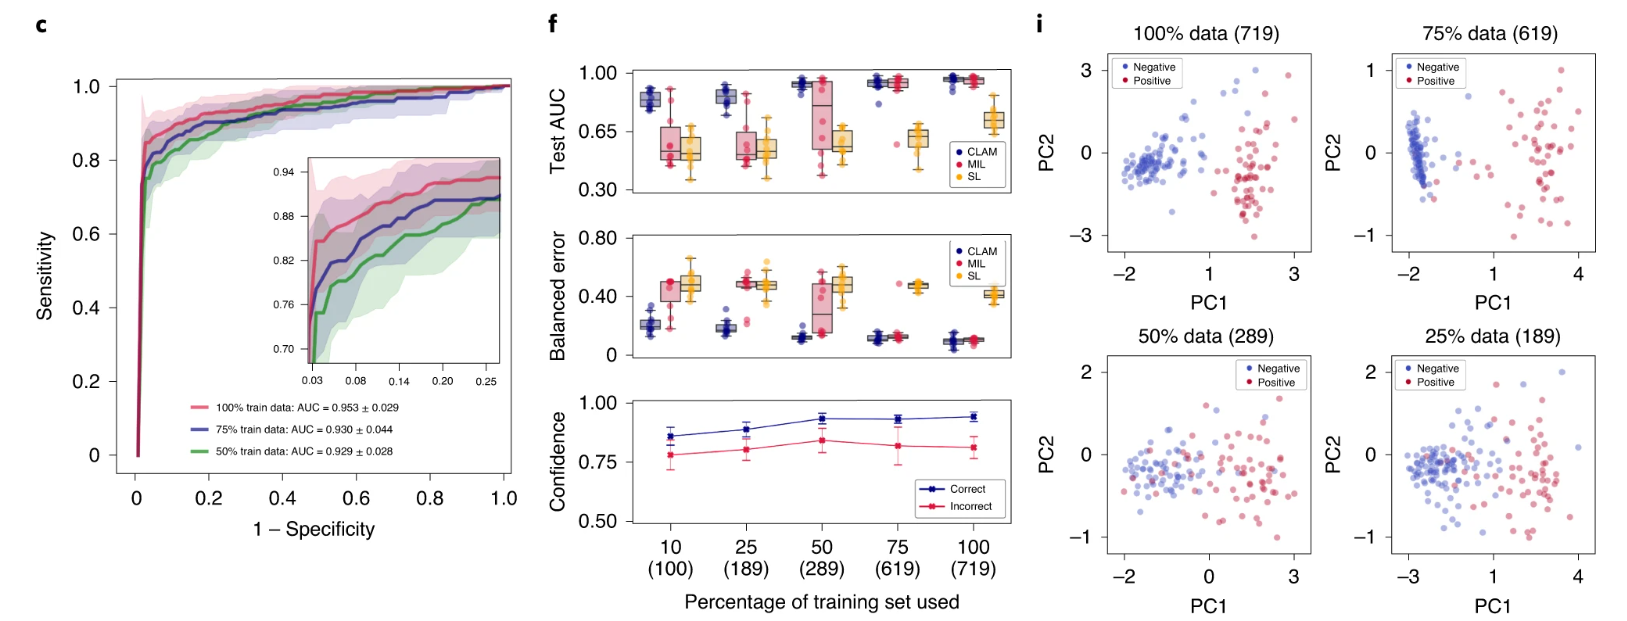 c
1.0
0.8
0.6
0.4
0.2
0
Sensitivity
0.94
0.88
0.82
0.76
0.70
0.03 0.08 0.14 0.20 0.25
100% train data: AUC = 0.953 ± 0.029
75% train data: AUC = 0.930 ± 0.044
50% train data: AUC = 0.929 ± 0.028
0 0.2 0.4 0.6 0.8 1.0
1 – Specificity
f
Test AUC
1.00
0.65
0.30
CLAM
MIL
SL
Balanced error
0.80
0.40
0
CLAM
MIL
SL
Confidence
1.00
0.75
0.50
Correct
Incorrect
10 25 50 75 100
(100) (189) (289) (619) (719)
Percentage of training set used
i
100% data (719)
Negative
Positive
PC2
3
0
–3
–2 1 3
PC1
75% data (619)
Negative
Positive
PC2
1
0
–1
–2 1 4
PC1
50% data (289)
Negative
Positive
PC2
2
0
–1
–2 0 3
PC1
25% data (189)
Negative
Positive
PC2
2
0
–1
–3 1 4
PC1